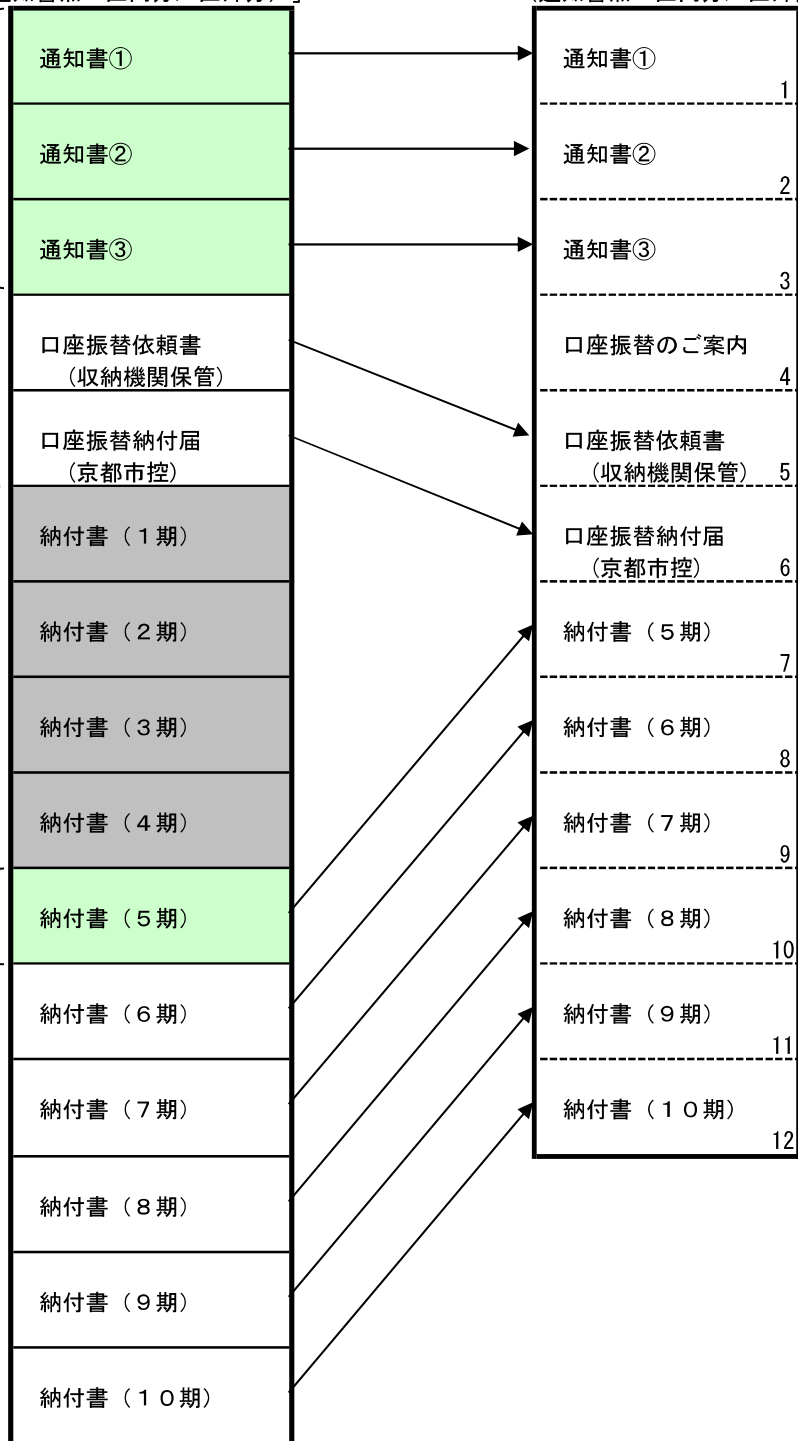 通知書①
通知書②
通知書③
口座振替依頼書
（収納機関保管）
口座振替納付届
（京都市控）
納付書（１期）
納付書（２期）
納付書（３期）
納付書（４期）
納付書（５期）
納付書（６期）
納付書（７期）
納付書（８期）
納付書（９期）
納付書（１０期）
通知書①
1
通知書②
2
通知書③
3
口座振替のご案内
4
口座振替依頼書
（収納機関保管） 5
口座振替納付届
（京都市控） 6
納付書（５期）
7
納付書（６期）
8
納付書（７期）
9
納付書（８期）
10
納付書（９期）
11
納付書（１０期）
12